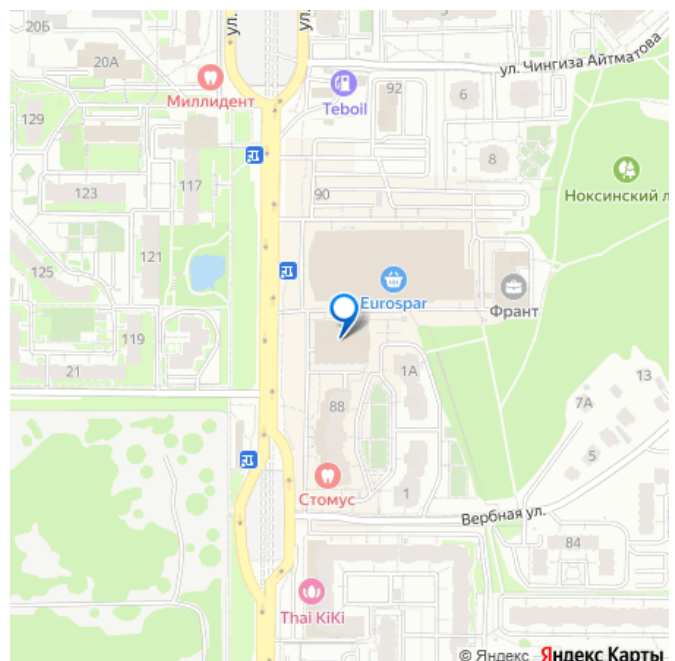 20Б
ул.
ул.
20А
ул. Чингиза Айтматова
Миллидент
Teboil
92
6
129
8
123
117
90
Ноксинский л
121
125
Eurospar
Франт
119
21
1А
13
88
7А
5
Стомус
1
Вербная ул.
84
Thai KiKi
© Яндекс Яндекс Карты